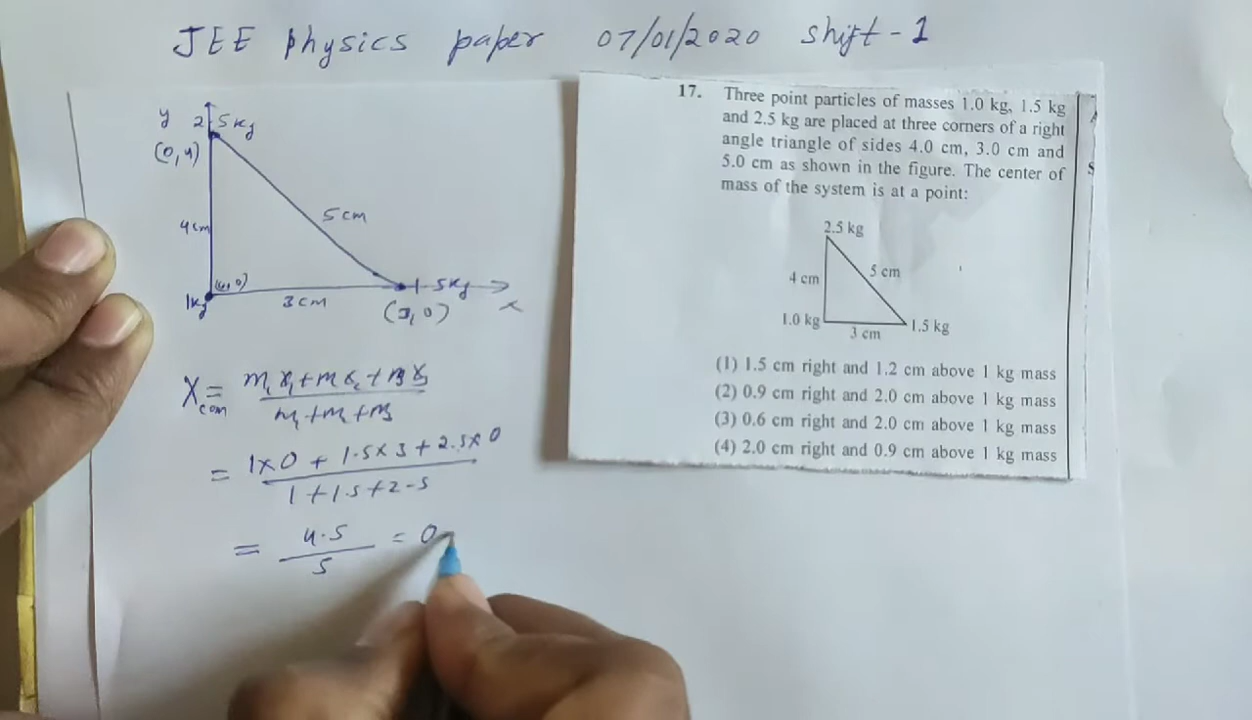 JEE Physics paper 07/01/2020 shift - 1
y 2.5kg
(0,4)
4cm
5cm
(0,0)
1kg
3cm
1.5kg
(3,0)
x
Xcom = m1x1+m x2+m3x3
m1+m2+m3
= 1×0 + 1.5×3 + 2.5×0
1+1.5+2.5
= 4.5 = 0
5
17. Three point particles of masses 1.0 kg, 1.5 kg
and 2.5 kg are placed at three corners of a right
angle triangle of sides 4.0 cm, 3.0 cm and
5.0 cm as shown in the figure. The center of
mass of the system is at a point:
2.5 kg
4 cm
5 cm
1.0 kg
3 cm
1.5 kg
(1) 1.5 cm right and 1.2 cm above 1 kg mass
(2) 0.9 cm right and 2.0 cm above 1 kg mass
(3) 0.6 cm right and 2.0 cm above 1 kg mass
(4) 2.0 cm right and 0.9 cm above 1 kg mass